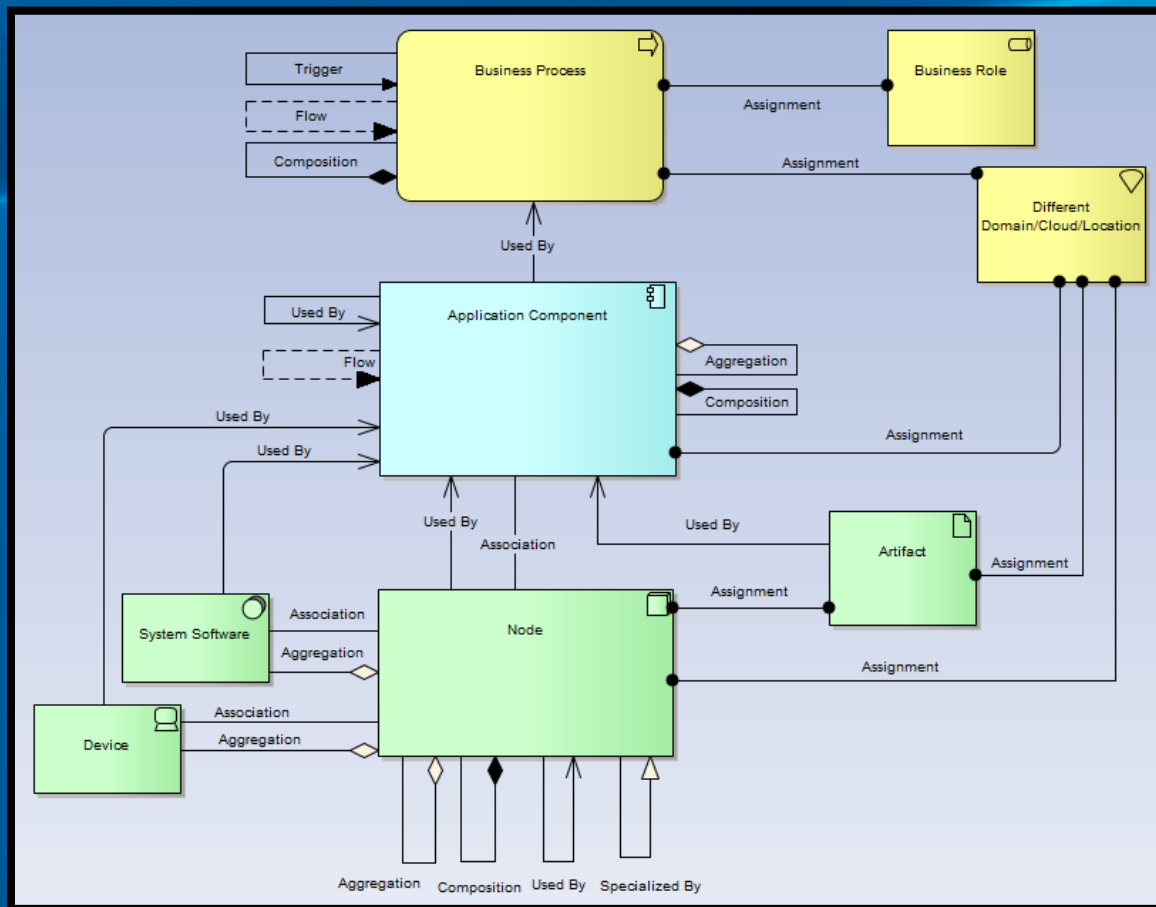 Business Process
Business Role
Trigger
Flow
Composition
Assignment
Assignment
Different
Domain/Cloud/Location
Used By
Application Component
Used By
Flow
Aggregation
Composition
Used By
Used By
Assignment
Used By
Used By
Association
Artifact
Assignment
System Software
Association
Aggregation
Node
Assignment
Assignment
Device
Association
Aggregation
Aggregation
Composition
Used By
Specialized By